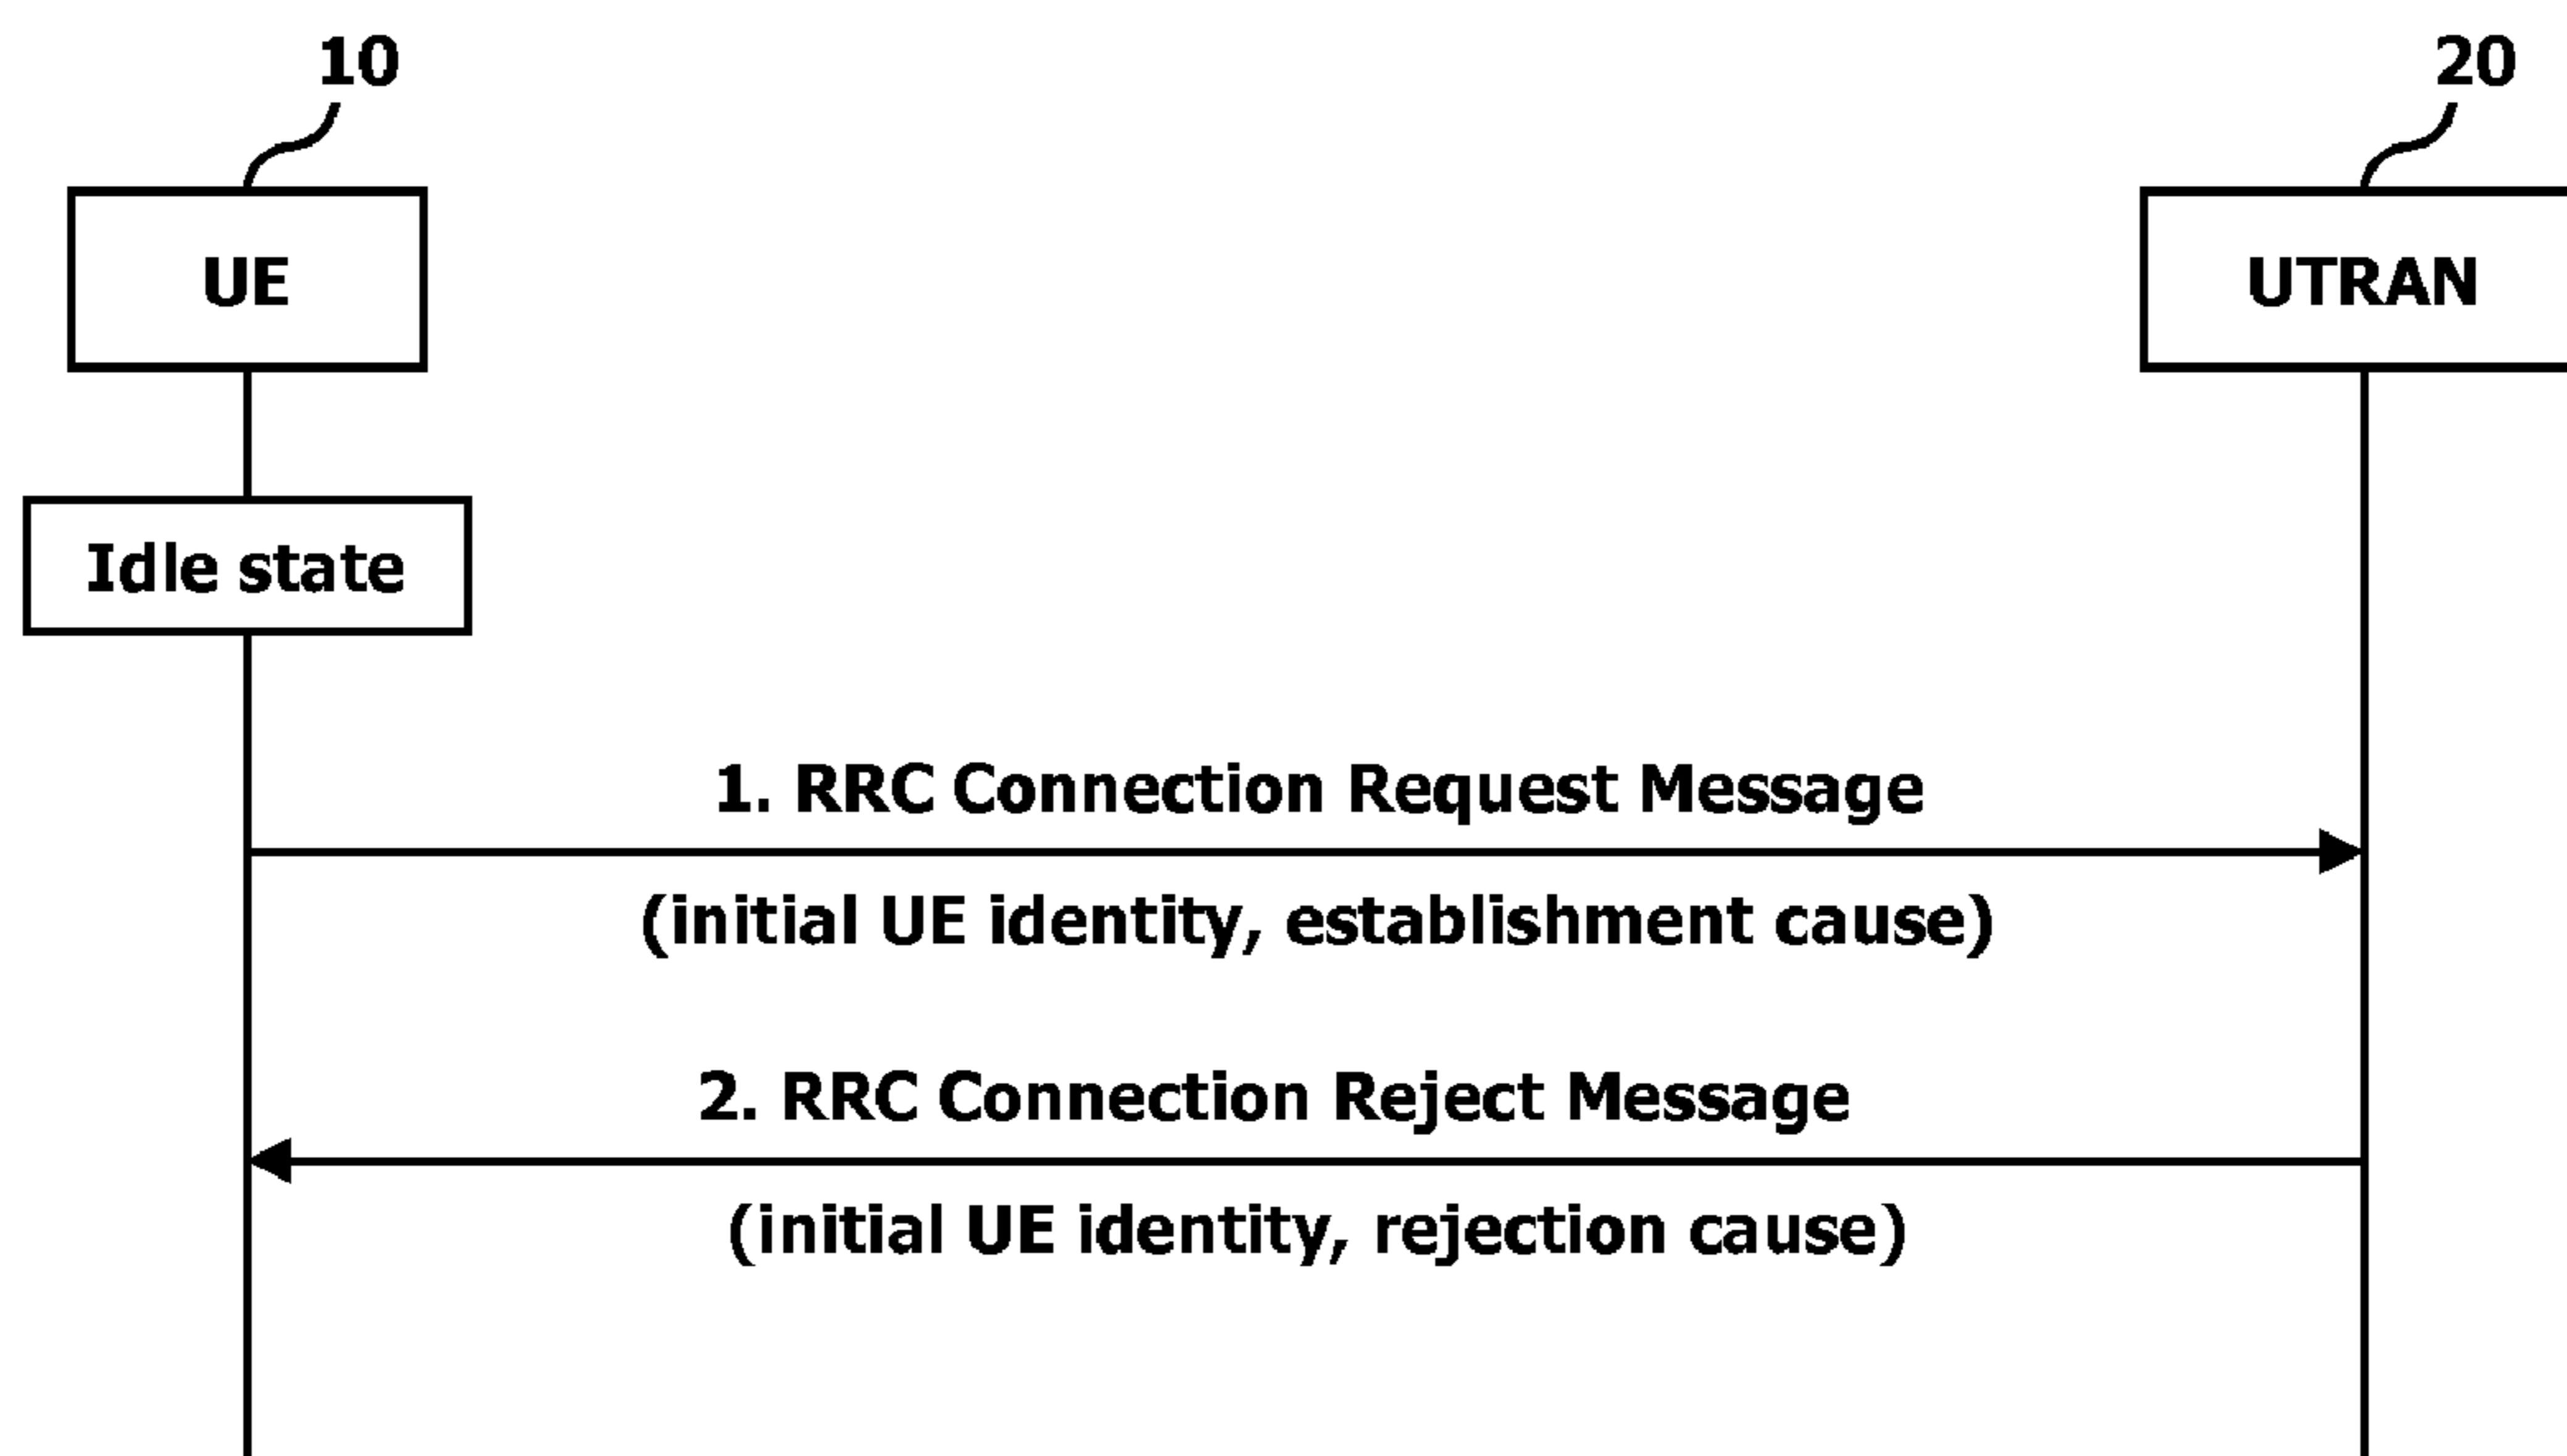 10
20
UE
UTRAN
Idle state
1. RRC Connection Request Message
(initial UE identity, establishment cause)
2. RRC Connection Reject Message
(initial UE identity, rejection cause)